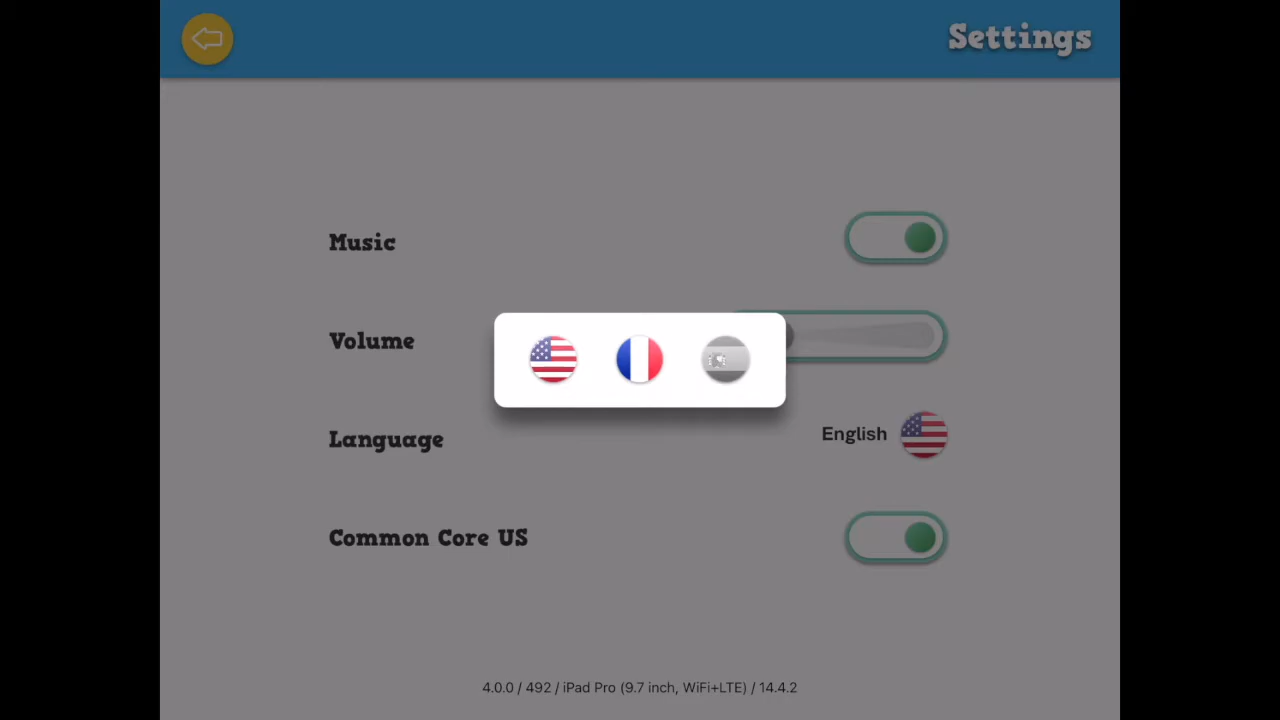 Settings
Music
Volume
Language
English
Common Core US
4.0.0 / 492 / iPad Pro (9.7 inch, WiFi+LTE) / 14.4.2